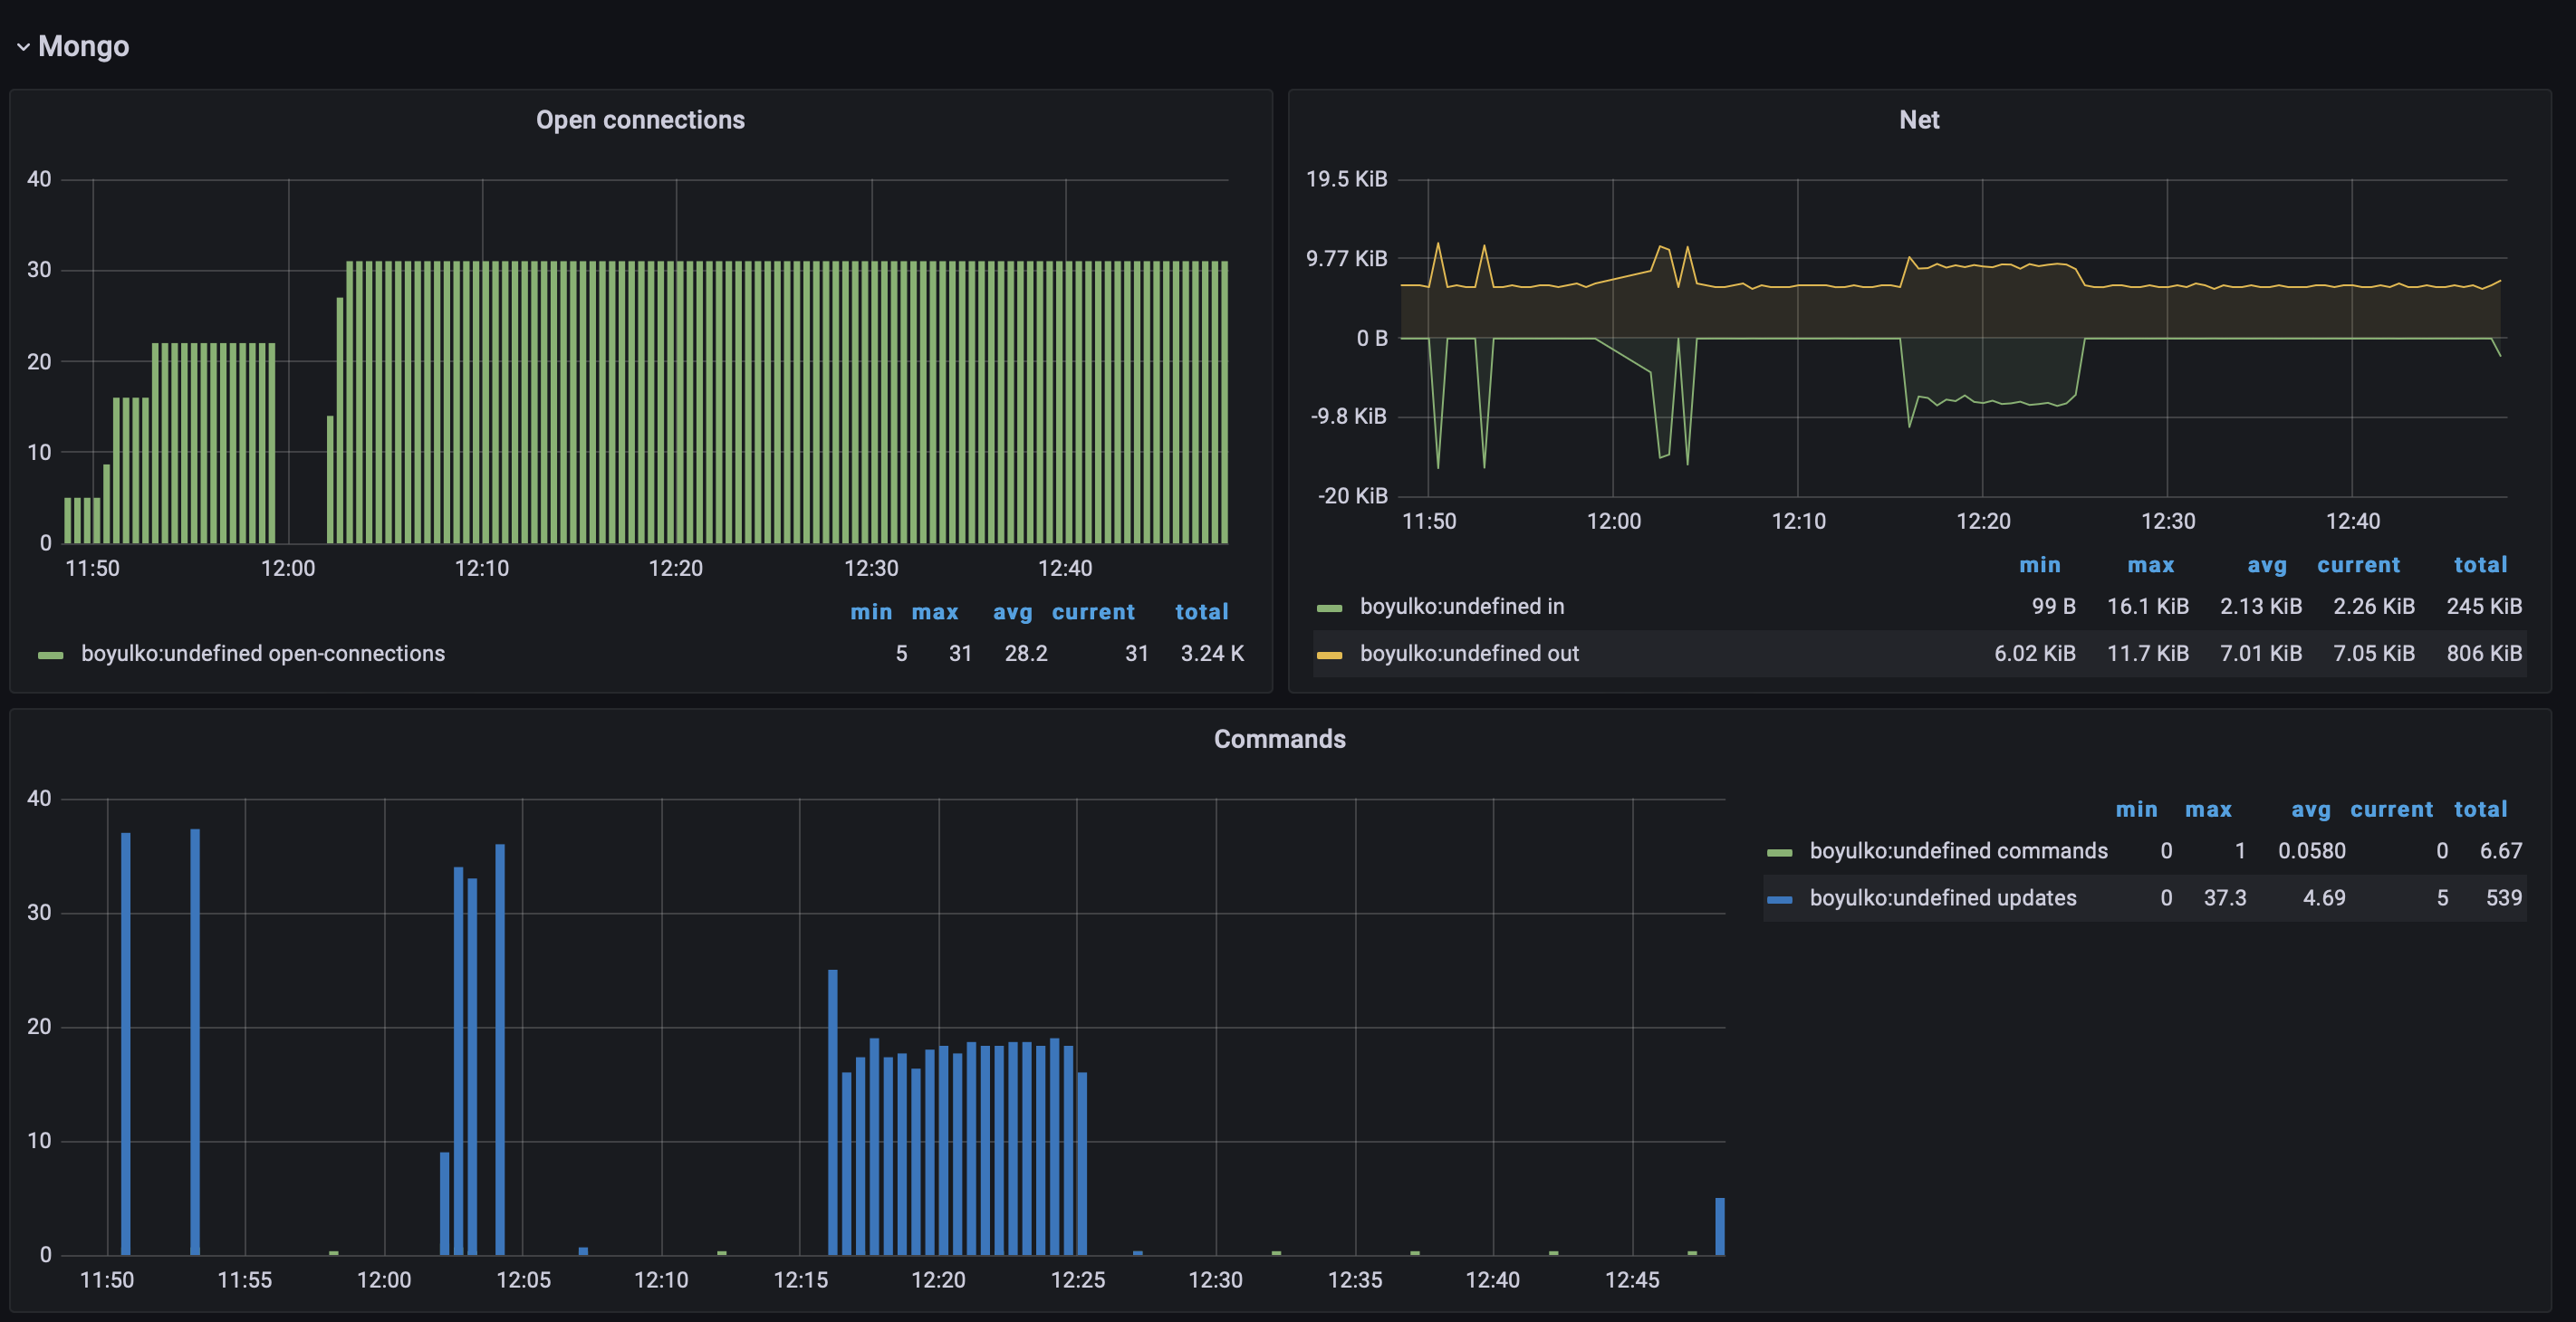 Mongo
Open connections
40
30
20
10
0
11:50 12:00 12:10 12:20 12:30 12:40
min max avg current total
boyulko:undefined open-connections 5 31 28.2 31 3.24 K
Net
19.5 KiB
9.77 KiB
0 B
-9.8 KiB
-20 KiB
11:50 12:00 12:10 12:20 12:30 12:40
min max avg current total
boyulko:undefined in 99 B 16.1 KiB 2.13 KiB 2.26 KiB 245 KiB
boyulko:undefined out 6.02 KiB 11.7 KiB 7.01 KiB 7.05 KiB 806 KiB
Commands
40
30
20
10
0
11:50 11:55 12:00 12:05 12:10 12:15 12:20 12:25 12:30 12:35 12:40 12:45
min max avg current total
boyulko:undefined commands 0 1 0.0580 0 6.67
boyulko:undefined updates 0 37.3 4.69 5 539